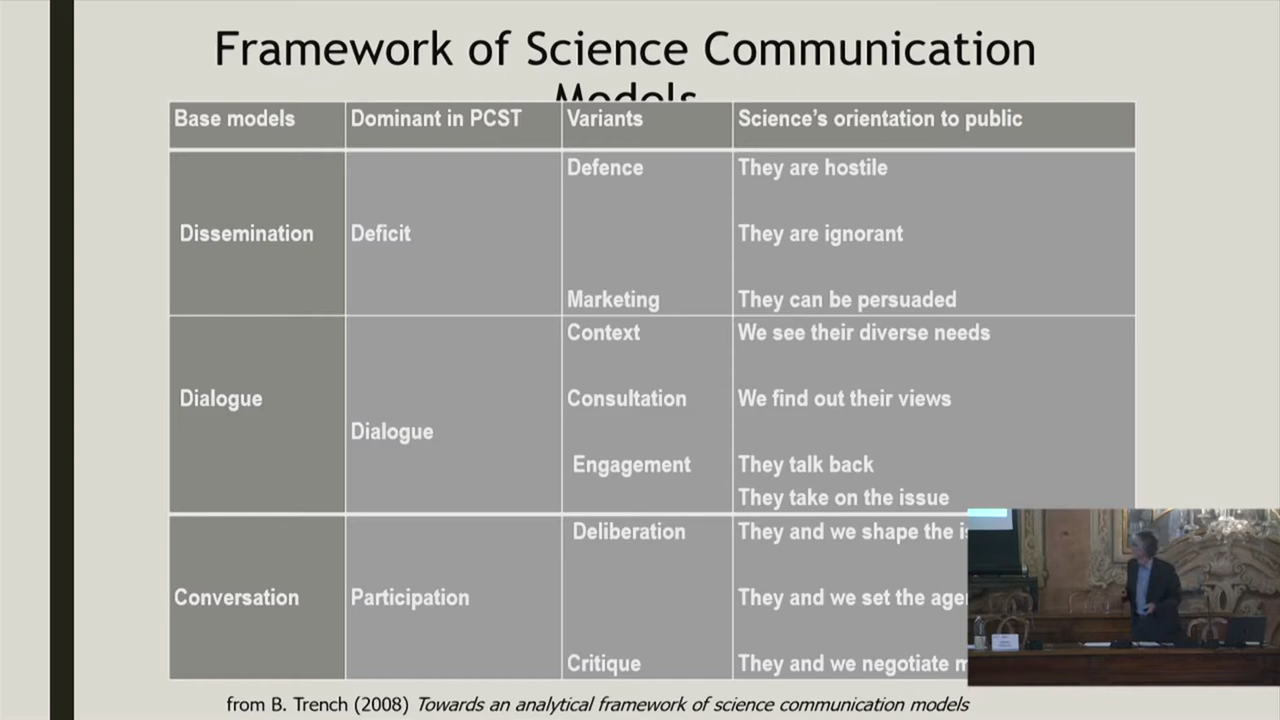 Framework of Science Communication
Models
Base models Dominant in PCST Variants Science's orientation to public
Defence They are hostile
Dissemination Deficit They are ignorant
Marketing They can be persuaded
Context We see their diverse needs
Dialogue Consultation We find out their views
Dialogue
Engagement They talk back
They take on the issue
Deliberation They and we shape the
Conversation Participation They and we set the
Critique They and we negotiate
from B. Trench (2008) Towards an analytical framework of science communication models